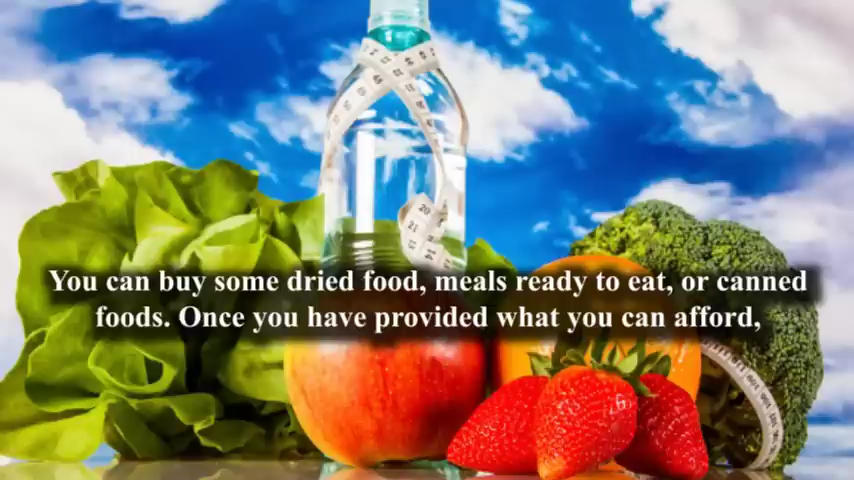 You can buy some dried food, meals ready to eat, or canned
foods. Once you have provided what you can afford,